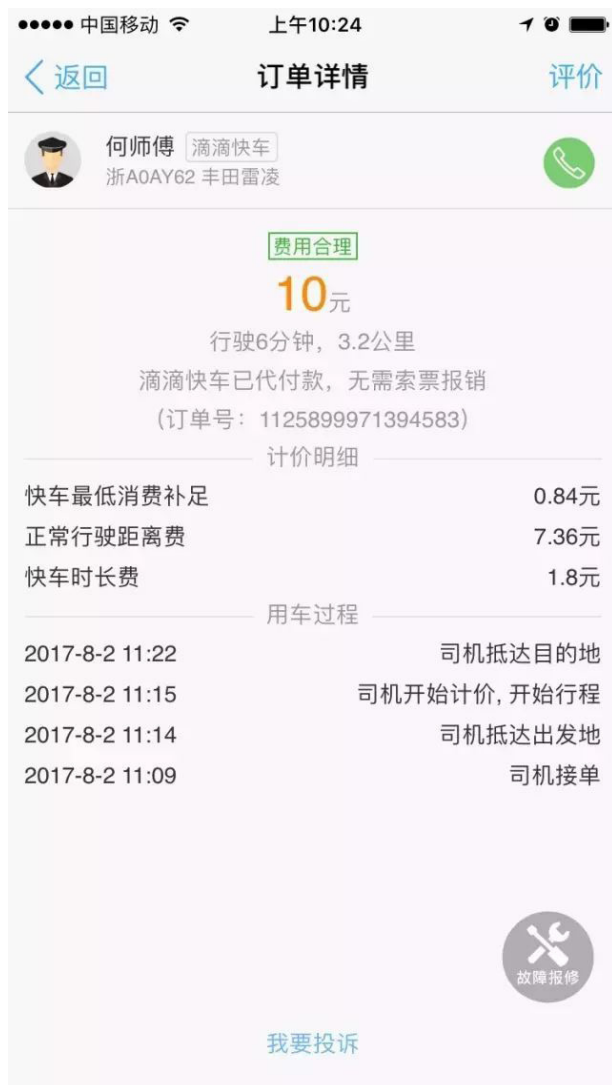 中国移动 上午10:24
返回 订单详情 评价
何师傅 滴滴快车
浙A0AY62 丰田雷凌
费用合理
10元
行驶6分钟，3.2公里
滴滴快车已代付款，无需索票报销
（订单号：1125899971394583）
计价明细
快车最低消费补足 0.84元
正常行驶距离费 7.36元
快车时长费 1.8元
用车过程
2017-8-2 11:22 司机抵达目的地
2017-8-2 11:15 司机开始计价, 开始行程
2017-8-2 11:14 司机抵达出发地
2017-8-2 11:09 司机接单
故障报修
我要投诉